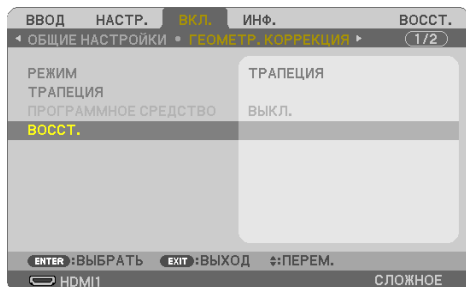 ВВОД НАСТР. ВКЛ. ИНФ. ВОССТ.
ОБЩИЕ НАСТРОЙКИ • ГЕОМЕТР. КОРРЕКЦИЯ 1/2
РЕЖИМ ТРАПЕЦИЯ
ТРАПЕЦИЯ
ПРОГРАММНОЕ СРЕДСТВО ВЫКЛ.
ВОССТ.
ENTER :ВЫБРАТЬ EXIT :ВЫХОД :ПЕРЕМ.
HDMI1 СЛОЖНОЕ